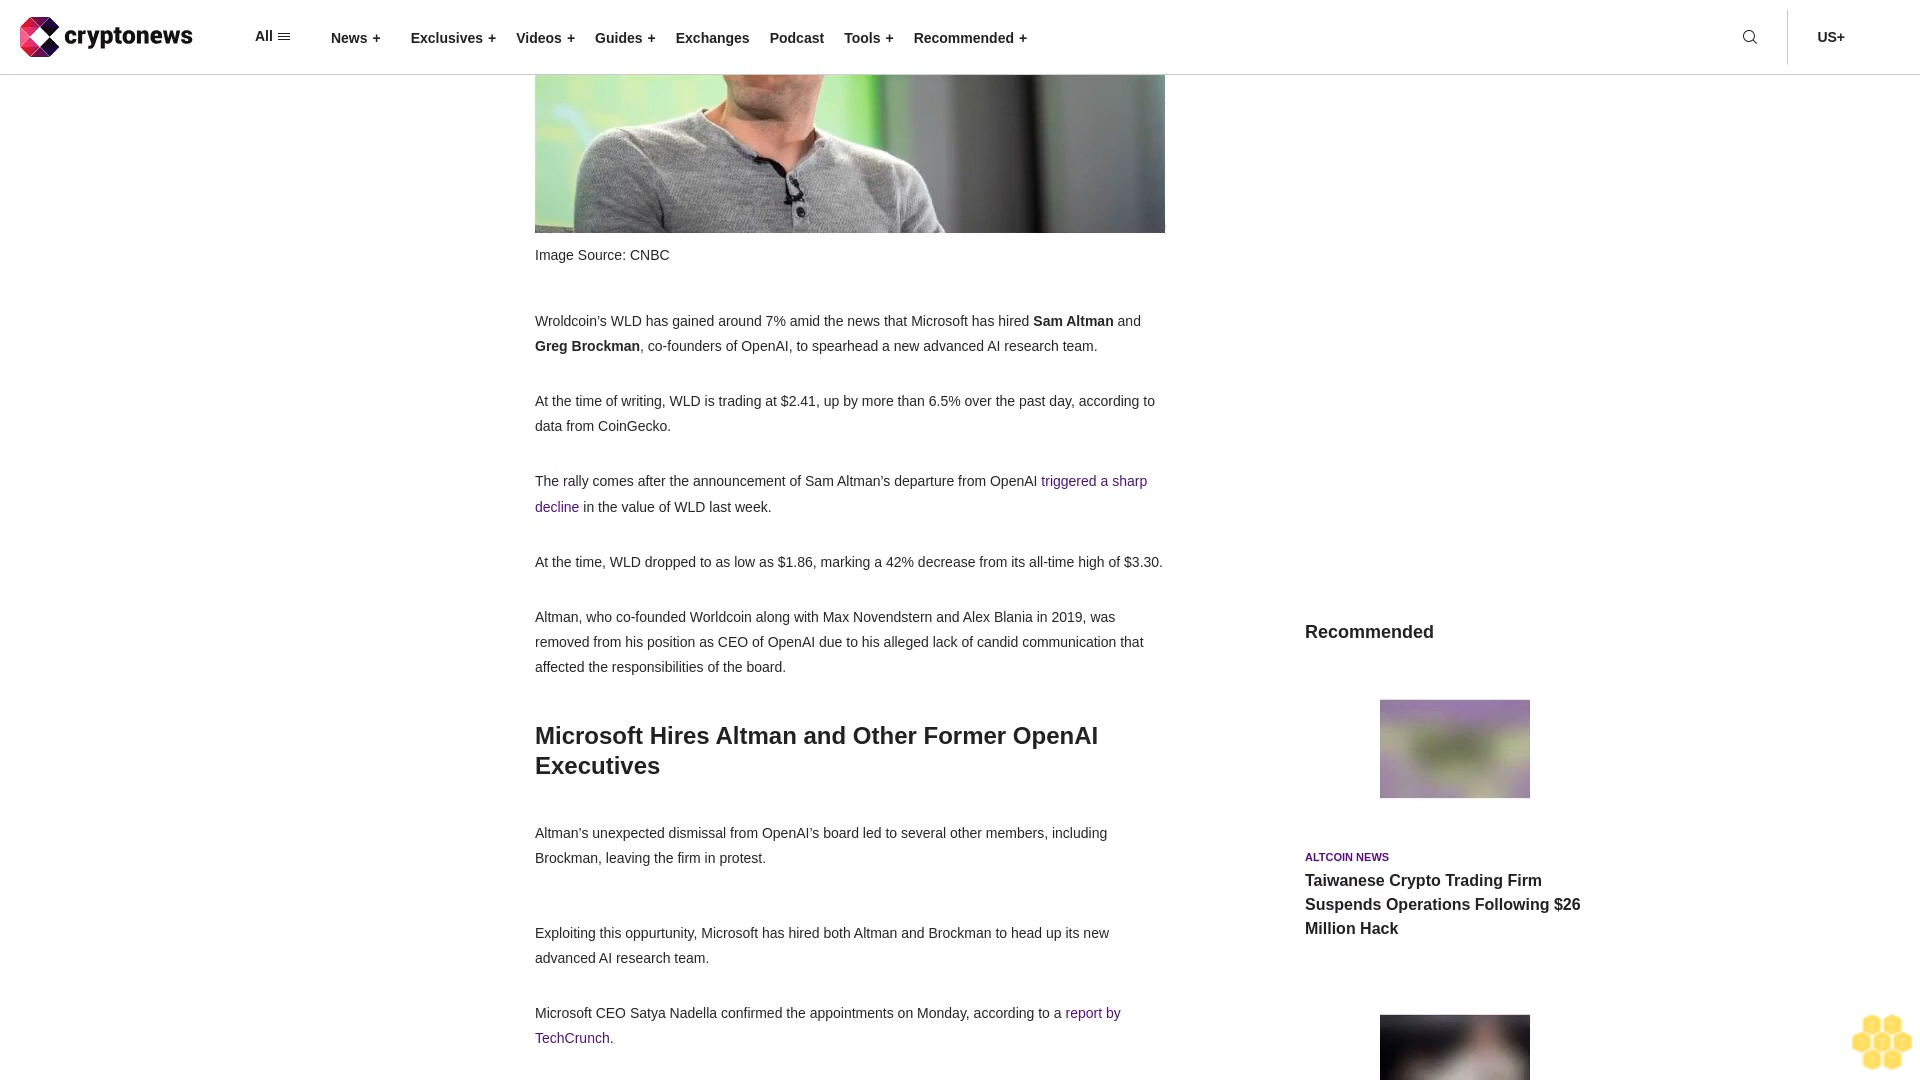 cryptonews
All
News +
Exclusives +
Videos +
Guides +
Exchanges
Podcast
Tools +
Recommended +
US+
Image Source: CNBC
Wroldcoin’s WLD has gained around 7% amid the news that Microsoft has hired Sam Altman and
Greg Brockman, co-founders of OpenAI, to spearhead a new advanced AI research team.
At the time of writing, WLD is trading at $2.41, up by more than 6.5% over the past day, according to
data from CoinGecko.
The rally comes after the announcement of Sam Altman’s departure from OpenAI triggered a sharp
decline in the value of WLD last week.
At the time, WLD dropped to as low as $1.86, marking a 42% decrease from its all-time high of $3.30.
Altman, who co-founded Worldcoin along with Max Novendstern and Alex Blania in 2019, was
removed from his position as CEO of OpenAI due to his alleged lack of candid communication that
affected the responsibilities of the board.
Microsoft Hires Altman and Other Former OpenAI
Executives
Altman’s unexpected dismissal from OpenAI’s board led to several other members, including
Brockman, leaving the firm in protest.
Exploiting this oppurtunity, Microsoft has hired both Altman and Brockman to head up its new
advanced AI research team.
Microsoft CEO Satya Nadella confirmed the appointments on Monday, according to a report by
TechCrunch.
Recommended
ALTCOIN NEWS
Taiwanese Crypto Trading Firm
Suspends Operations Following $26
Million Hack